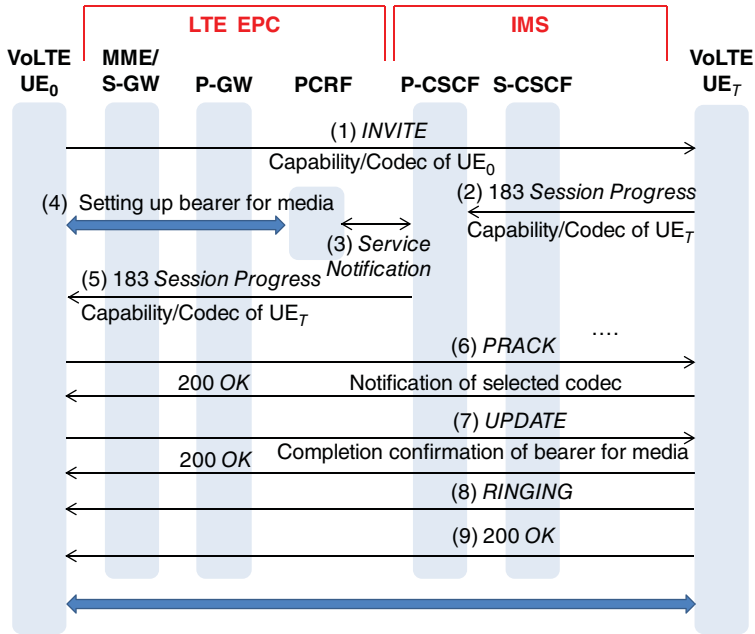 LTE EPC
IMS
VoLTE
UE0
MME/
S-GW
P-GW
PCRF
P-CSCF
S-CSCF
VoLTE
UET
(1) INVITE
Capability/Codec of UE0
(2) 183 Session Progress
Capability/Codec of UET
(4) Setting up bearer for media
(3) Service
Notification
(5) 183 Session Progress
Capability/Codec of UET
....
(6) PRACK
200 OK
Notification of selected codec
(7) UPDATE
200 OK
Completion confirmation of bearer for media
(8) RINGING
(9) 200 OK